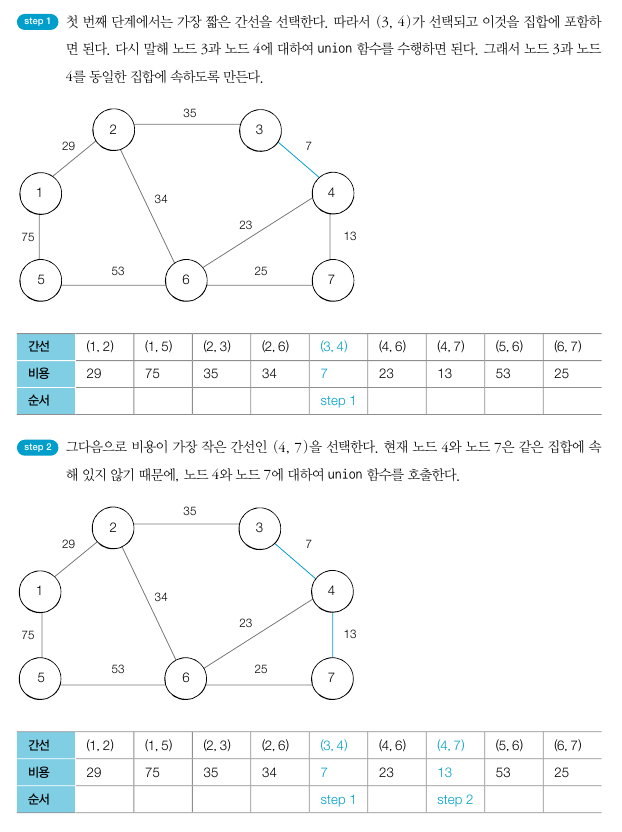 step 1 첫 번째 단계에서는 가장 짧은 간선을 선택한다. 따라서 (3, 4)가 선택되고 이것을 집합에 포함하
면 된다. 다시 말해 노드 3과 노드 4에 대하여 union 함수를 수행하면 된다. 그래서 노드 3과 노드
4를 동일한 집합에 속하도록 만든다.
35
2 3
29 7
1 34 4
23
75 13
53 25
5 6 7
간선 (1, 2) (1, 5) (2, 3) (2, 6) (3, 4) (4, 6) (4, 7) (5, 6) (6, 7)
비용 29 75 35 34 7 23 13 53 25
순서 step 1
step 2 그다음으로 비용이 가장 작은 간선인 (4, 7)을 선택한다. 현재 노드 4와 노드 7은 같은 집합에 속
해 있지 않기 때문에, 노드 4와 노드 7에 대하여 union 함수를 호출한다.
35
2 3
29 7
1 34 4
23
75 13
53 25
5 6 7
간선 (1, 2) (1, 5) (2, 3) (2, 6) (3, 4) (4, 6) (4, 7) (5, 6) (6, 7)
비용 29 75 35 34 7 23 13 53 25
순서 step 1 step 2